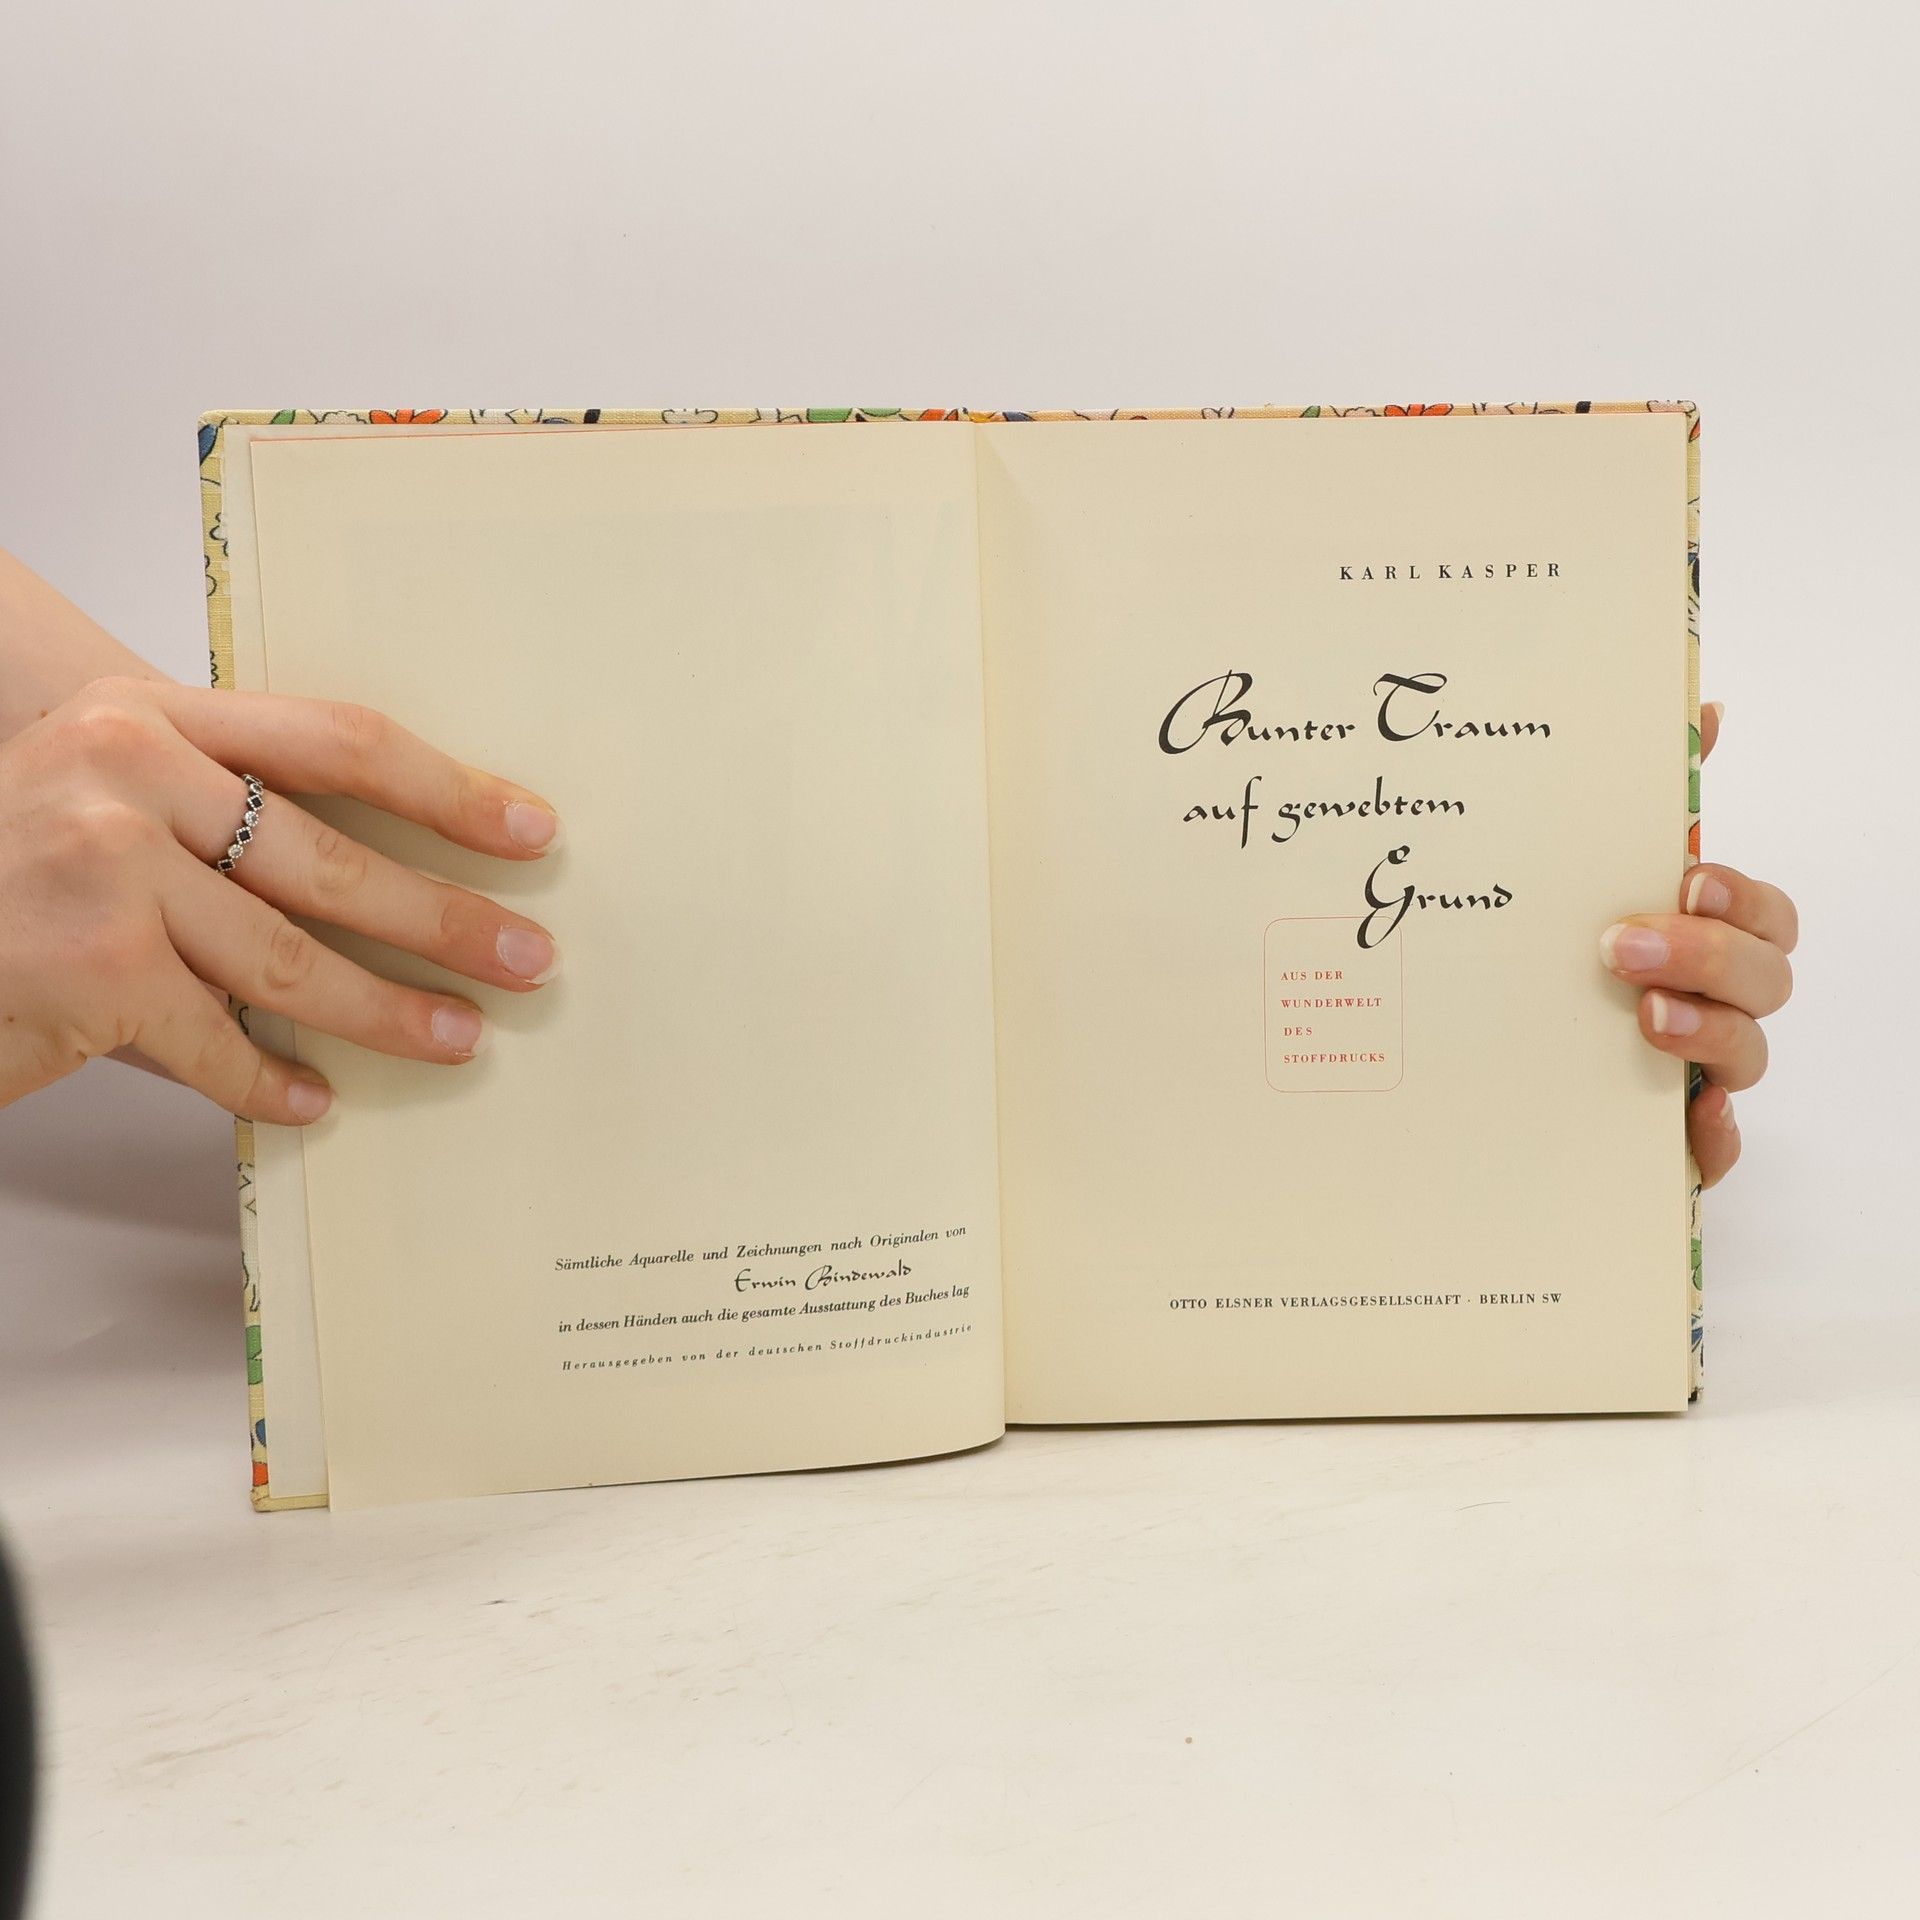 Sämtliche Aquarelle und Zeichnungen nach Originalen von
Erwin Bindewald
in dessen Händen auch die gesamte Ausstattung des Buches lag
Herausgegeben von der deutschen Stoffdruckindustrie
KARL KASPER
Bunter Traum
auf gewebtem
Grund
AUS DER
WUNDERWELT
DES
STOFFDRUCKS
OTTO ELSNER VERLAGSGESELLSCHAFT · BERLIN SW